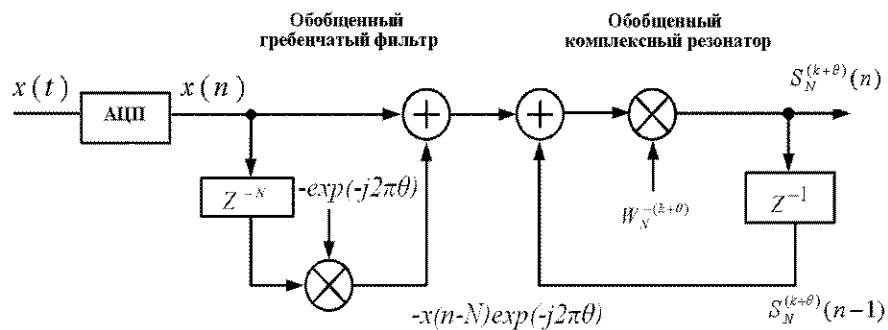 Обобщенный
гребенчатый фильтр
Обобщенный
комплексный резонатор
x(t)
АЦП
x(n)
S_N^{(k+θ)}(n)
Z^{-N}
-exp(-j2πθ)
W_N^{-(k+θ)}
Z^{-1}
-x(n-N)exp(-j2πθ)
S_N^{(k+θ)}(n-1)